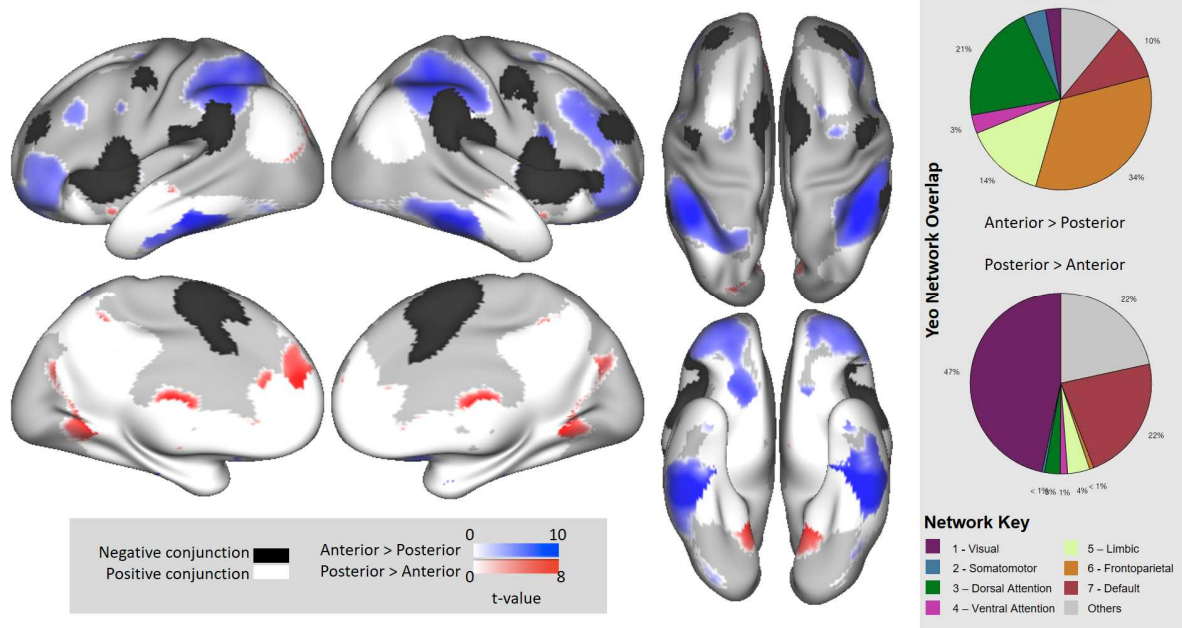 Negative conjunction
Positive conjunction
Anterior > Posterior
Posterior > Anterior
0 10
0 8
t-value
Yeo Network Overlap
21%
10%
3%
14%
34%
Anterior > Posterior
Posterior > Anterior
47%
22%
22%
< 1%
1%
4%
< 1%
Network Key
1 - Visual
2 - Somatomotor
3 – Dorsal Attention
4 – Ventral Attention
5 – Limbic
6 - Frontoparietal
7 - Default
Others